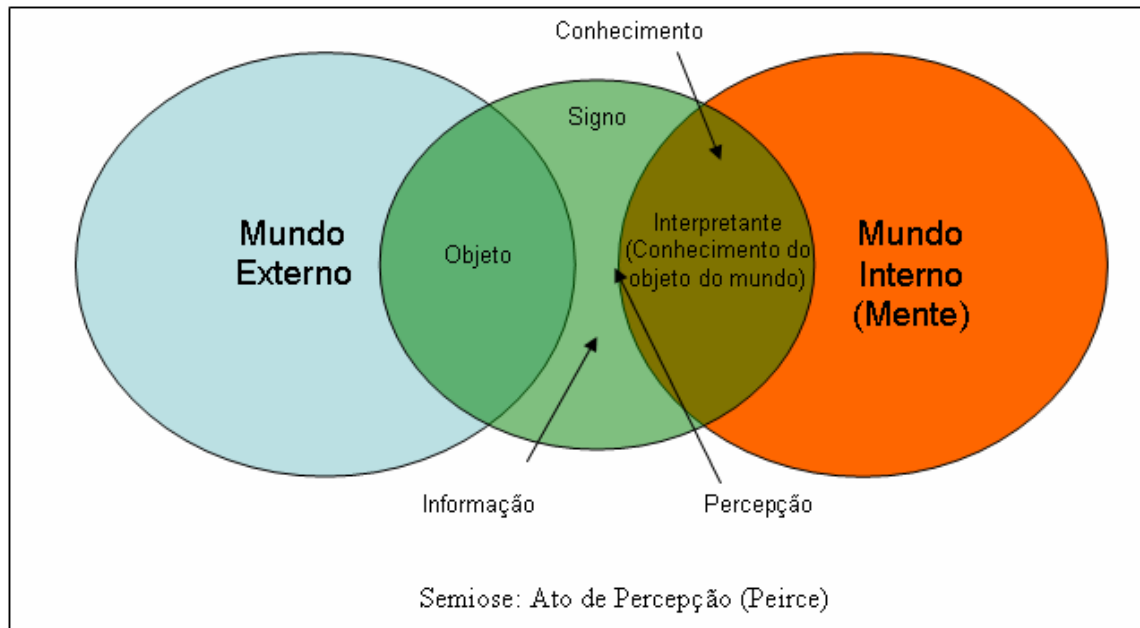 Conhecimento
Signo
Mundo
Externo
Objeto
Interpretante
(Conhecimento do
objeto do mundo)
Mundo
Interno
(Mente)
Informação
Percepção
Semiose: Ato de Percepção (Peirce)